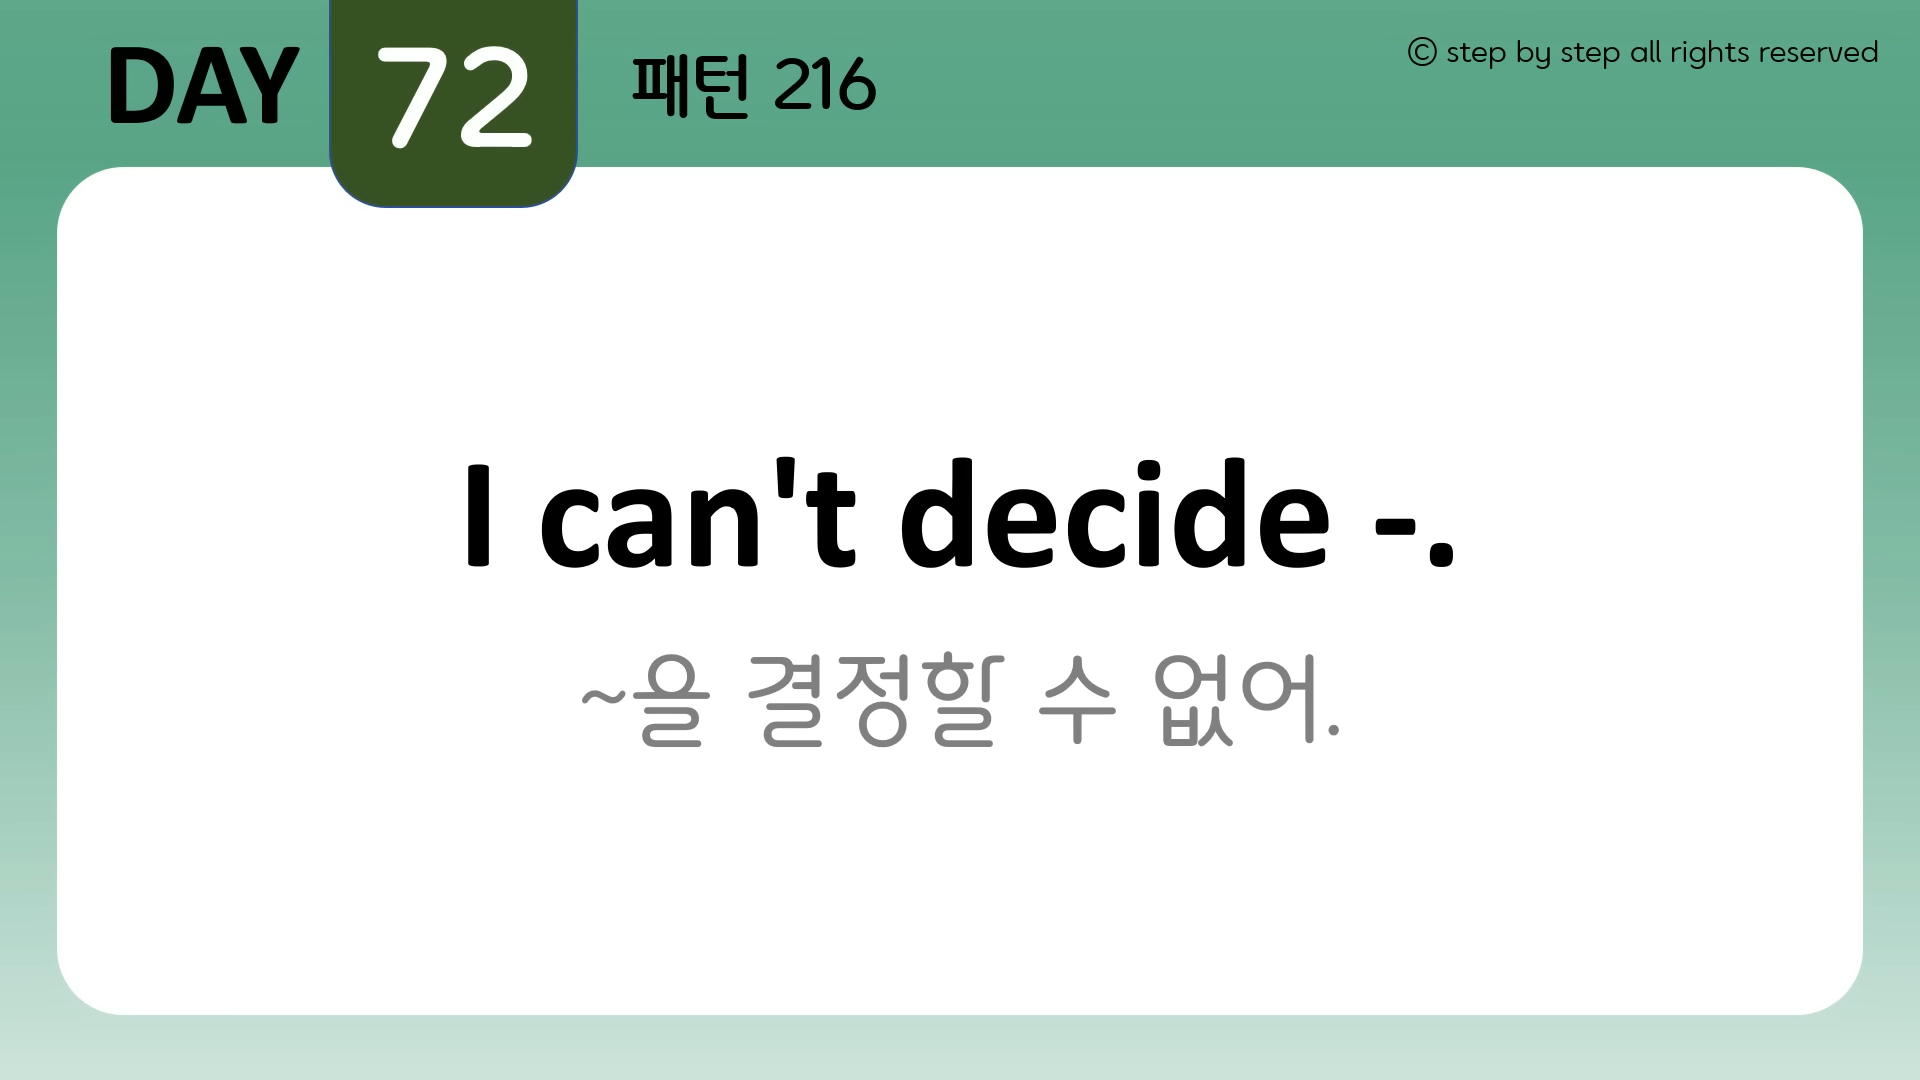 DAY 72 패턴 216
© step by step all rights reserved
I can't decide -.
~을 결정할 수 없어.